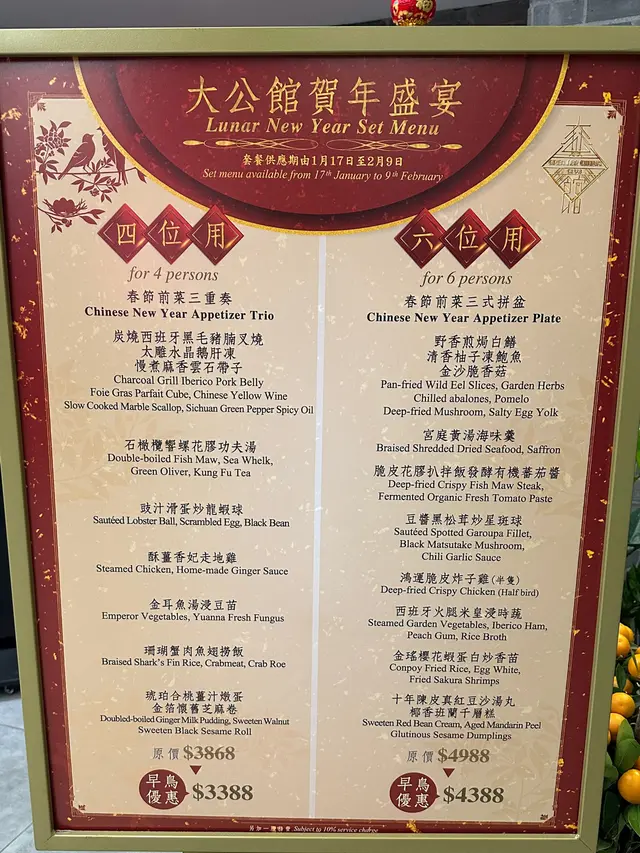 大公館賀年盛宴
Lunar New Year Set Menu
套餐供應期由1月17日至2月9日
Set menu available from 17th January to 9th February
四位用
for 4 persons
春節前菜三重奏
Chinese New Year Appetizer Trio
炭燒西班牙黑毛豬腩叉燒
太雕水晶鵝肝凍
慢煮麻香雲石帶子
Charcoal Grill Iberico Pork Belly
Foie Gras Parfait Cube, Chinese Yellow Wine
Slow Cooked Marble Scallop, Sichuan Green Pepper Spicy Oil
石橄欖響螺花膠功夫湯
Double-boiled Fish Maw, Sea Whelk,
Green Oliver, Kung Fu Tea
豉汁滑蛋炒龍蝦球
Sautéed Lobster Ball, Scrambled Egg, Black Bean
酥薑香妃走地雞
Steamed Chicken, Home-made Ginger Sauce
金耳魚湯浸豆苗
Emperor Vegetables, Yuanna Fresh Fungus
珊瑚蟹肉魚翅撈飯
Braised Shark's Fin Rice, Crabmeat, Crab Roe
琥珀合桃薑汁燉蛋
金箔懷舊芝麻卷
Doubled-boiled Ginger Milk Pudding, Sweeten Walnut
Sweeten Black Sesame Roll
原價 $3868
早鳥
優惠 $3388
六位用
for 6 persons
春節前菜三式拼盆
Chinese New Year Appetizer Plate
野香煎焗白鱔
清香柚子凍鮑魚
金沙脆香菇
Pan-fried Wild Eel Slices, Garden Herbs
Chilled abalones, Pomelo
Deep-fried Mushroom, Salty Egg Yolk
宮庭黃湯海味羹
Braised Shredded Dried Seafood, Saffron
脆皮花膠扒拌飯發酵有機蕃茄醬
Deep-fried Crispy Fish Maw Steak,
Fermented Organic Fresh Tomato Paste
豆醬黑松茸炒星斑球
Sautéed Spotted Garoupa Fillet,
Black Matsutake Mushroom,
Chili Garlic Sauce
鴻運脆皮炸子雞 (半隻)
Deep-fried Crispy Chicken (Half bird)
西班牙火腿米皇浸時蔬
Steamed Garden Vegetables, Iberico Ham,
Peach Gum, Rice Broth
金瑤櫻花蝦蛋白炒香苗
Conpoy Fried Rice, Egg White,
Fried Sakura Shrimps
十年陳皮真紅豆沙湯丸
椰香班蘭千層糕
Sweeten Red Bean Cream, Aged Mandarin Peel
Glutinous Sesame Dumplings
原價 $4988
早鳥
優惠 $4388
另加一服務費 Subject to 10% service charge